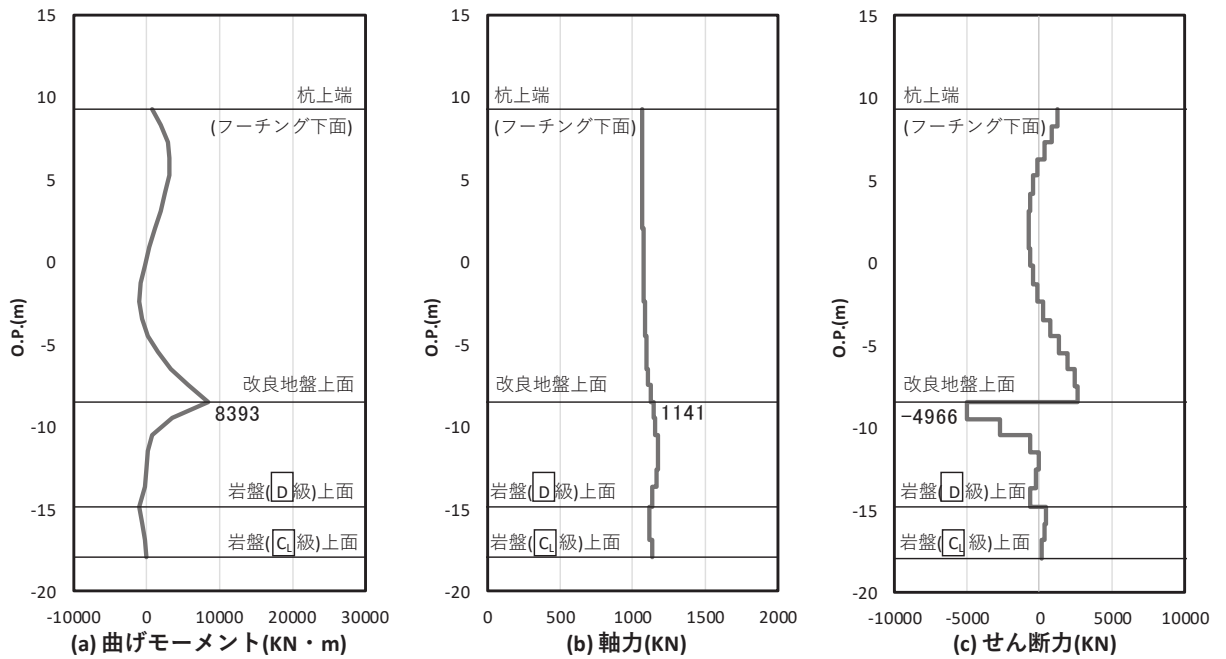 15
10
5
0
-5
-10
-15
-20
O.P.(m)
杭上端
(フーチング下面)
改良地盤上面
8393
岩盤(D級)上面
岩盤(CL級)上面
-10000 0 10000 20000 30000
(a) 曲げモーメント(KN・m)
15
10
5
0
-5
-10
-15
-20
O.P.(m)
杭上端
(フーチング下面)
改良地盤上面
1141
岩盤(D級)上面
岩盤(CL級)上面
0 500 1000 1500 2000
(b) 軸力(KN)
15
10
5
0
-5
-10
-15
-20
O.P.(m)
杭上端
(フーチング下面)
改良地盤上面
-4966
岩盤(D級)上面
岩盤(CL級)上面
-10000 -5000 0 5000 10000
(c) せん断力(KN)